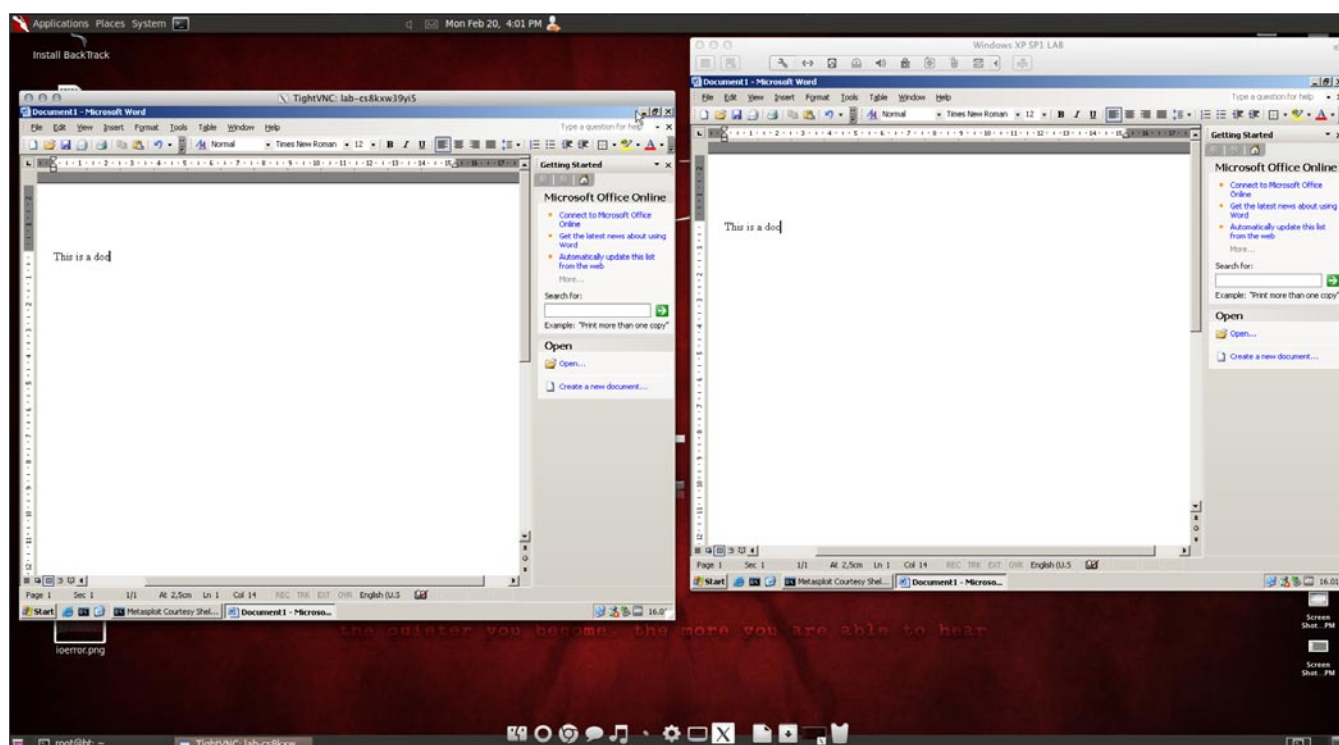 Applications Places System
Mon Feb 20, 4:01 PM
Install BackTrack
TightVNC: lab-cs8kxw39yi5
Document1 - Microsoft Word
File Edit View Insert Format Tools Table Window Help
Type a question for help
Normal
Times New Roman
12
B I U
Getting Started
Microsoft Office Online
Connect to Microsoft Office
Online
Get the latest news about using
Word
Automatically update this list
from the web
More...
Search for:
Example: "Print more than one copy"
Open
Open...
Create a new document...
This is a doc
Page 1 Sec 1 1/1 At 2,5cm Ln 1 Col 14 REC TRK EXT OVR English (U.S
Start
Metasploit Courtesy Shel...
Document1 - Microso...
16.0
Windows XP SP1 LAB
Document1 - Microsoft Word
File Edit View Insert Format Tools Table Window Help
Type a question for help
Normal
Times New Roman
12
B I U
Getting Started
Microsoft Office Online
Connect to Microsoft Office
Online
Get the latest news about using
Word
Automatically update this list
from the web
More...
Search for:
Example: "Print more than one copy"
Open
Open...
Create a new document...
This is a doc
Page 1 Sec 1 1/1 At 2,5cm Ln 1 Col 14 REC TRK EXT OVR English (U.S
Start
Metasploit Courtesy Shel...
Document1 - Microso...
16.01
the quieter you become, the more you are able to hear
ioerror.png
Screen
Shot...PM
Screen
Shot...PM
root@bt: ~
TightVNC: lab-cs8kxw...